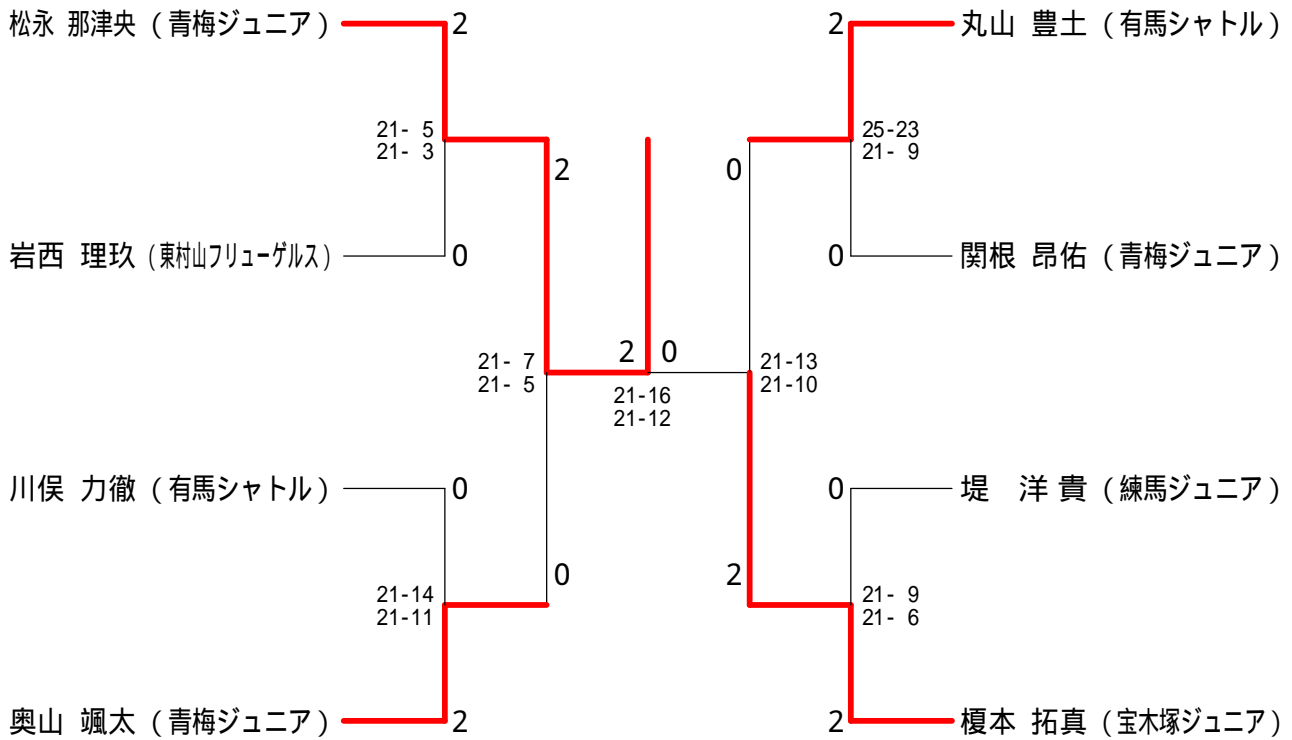 松永 那津央 (青梅ジュニア) 2 2 丸山 豊土 (有馬シャトル)
21- 5 25-23
21- 3 21- 9
2 0
岩西 理玖 (東村山フリューゲルス) 0 0 関根 昂佑 (青梅ジュニア)
21- 7 2 0 21-13
21- 5 21-10
21-16
21-12
川俣 力徹 (有馬シャトル) 0 0 堤 洋貴 (練馬ジュニア)
0 2
21-14 21- 9
21-11 21- 6
奥山 颯太 (青梅ジュニア) 2 2 榎本 拓真 (宝木塚ジュニア)